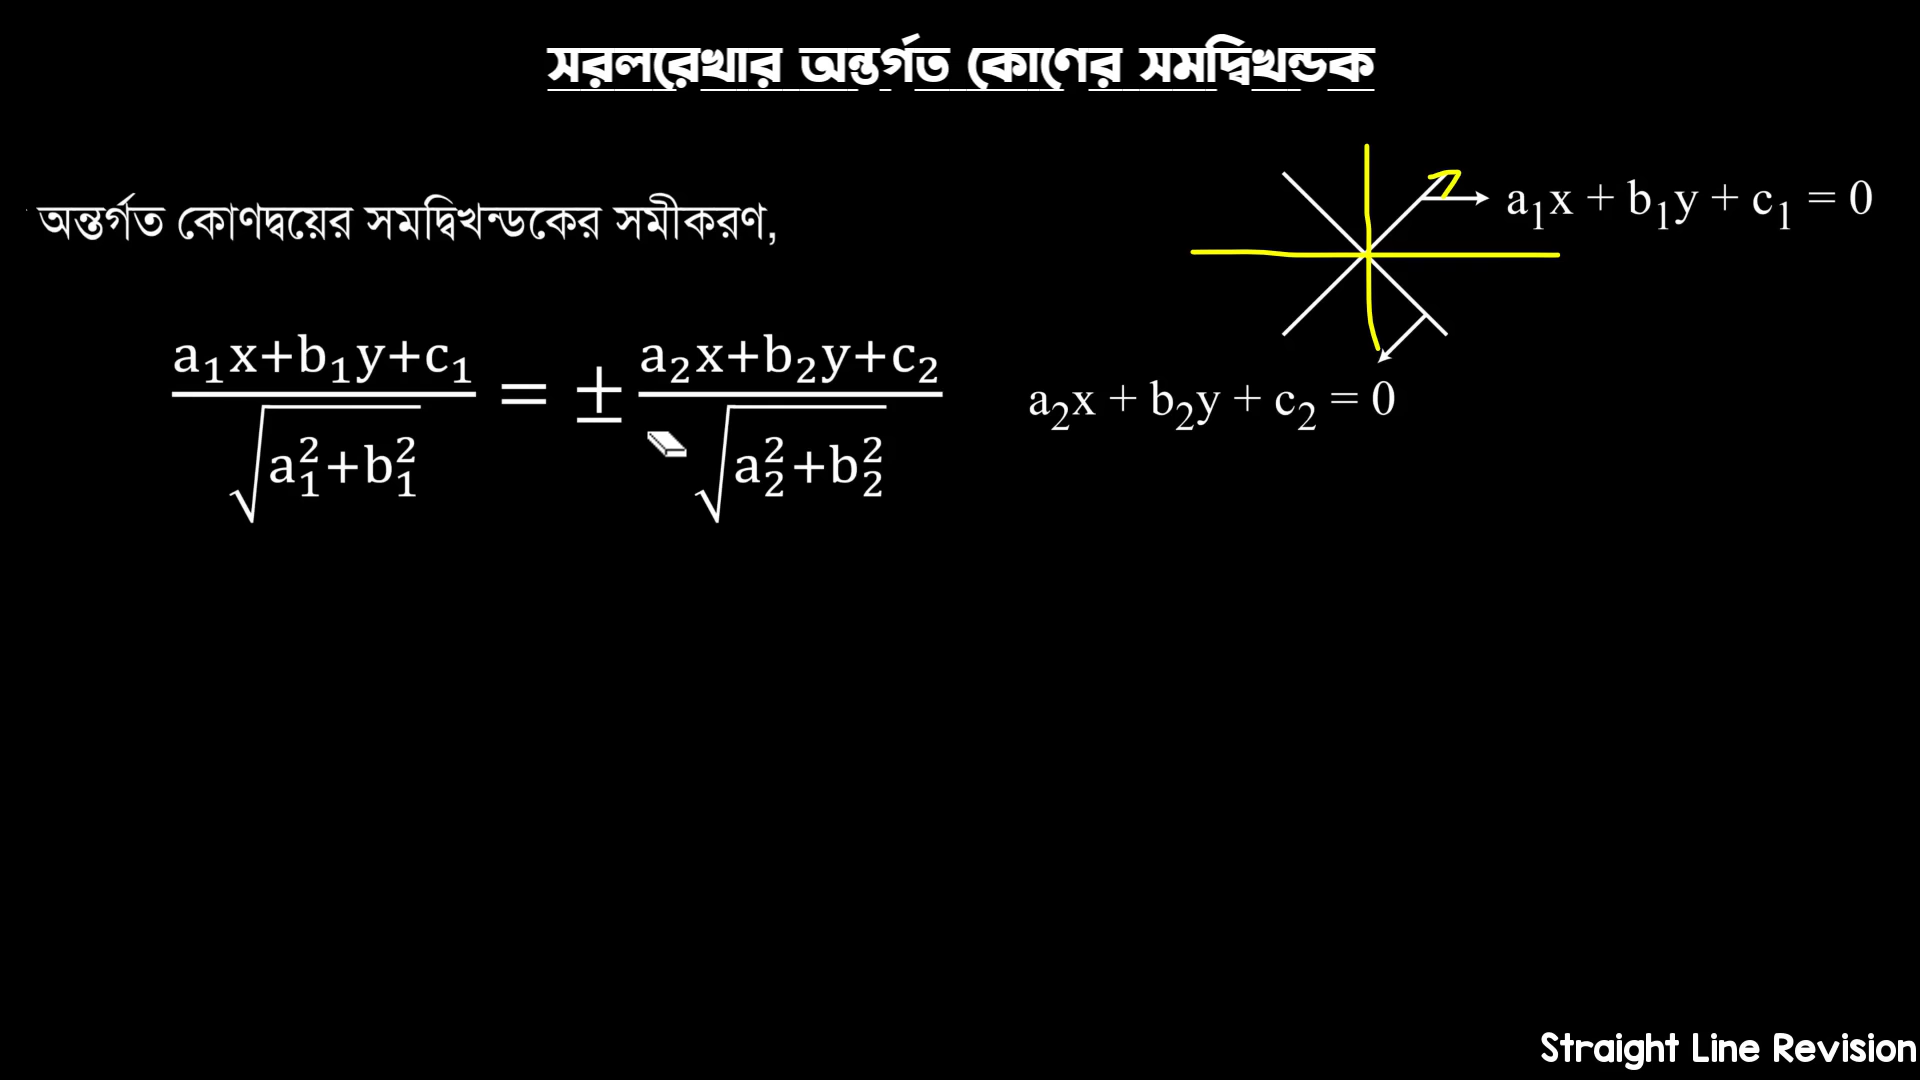 সরলরেখার অন্তর্গত কোণের সমদ্বিখন্ডক
অন্তর্গত কোণদ্বয়ের সমদ্বিখন্ডকের সমীকরণ,
a₁x + b₁y + c₁ = 0
(a₁x+b₁y+c₁)/√(a₁²+b₁²) = ± (a₂x+b₂y+c₂)/√(a₂²+b₂²)
a₂x + b₂y + c₂ = 0
Straight Line Revision